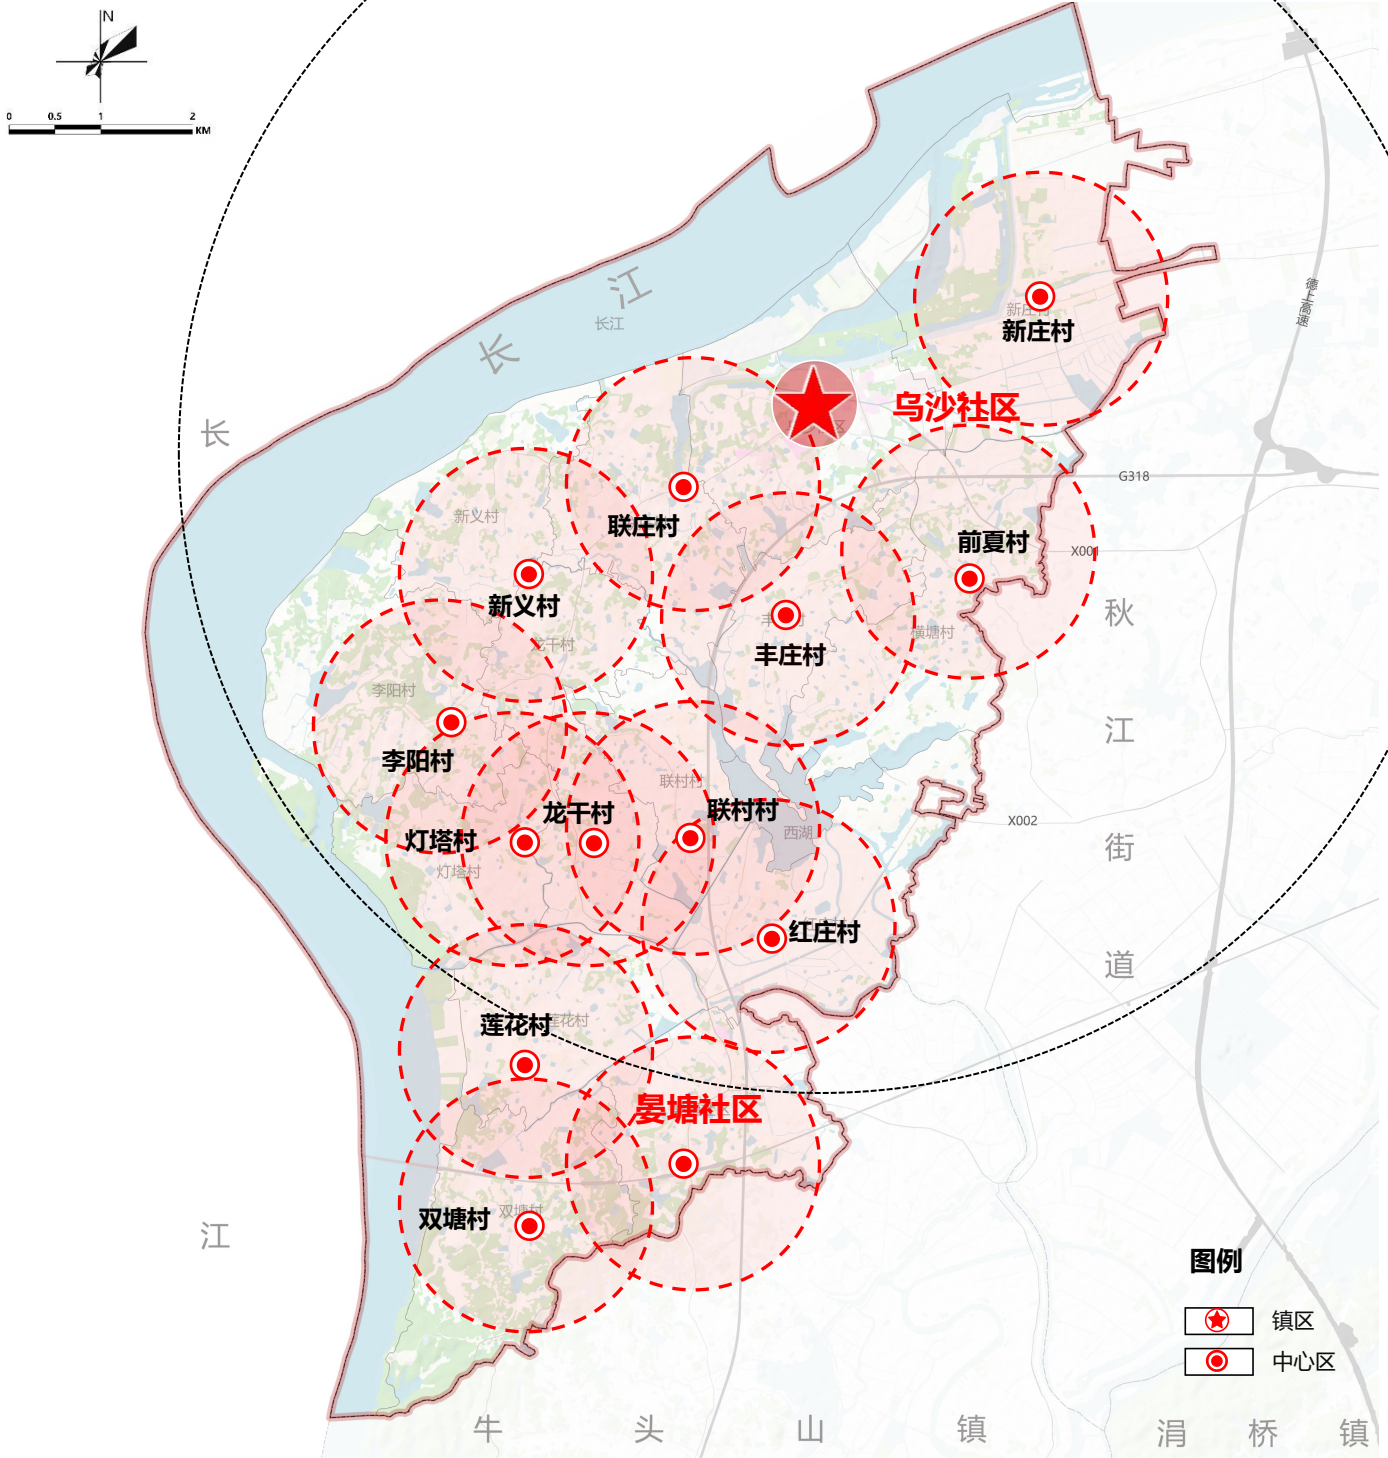 N
0 0.5 1 2
KM
长江
长江
长江
秋江街道
牛头山镇
涓桥镇
德上高速
G318
X001
X002
新庄村
新庄村
乌沙社区
联庄村
前夏村
新义村
新义村
丰庄村
横塘村
龙干村
李阳村
李阳村
联村村
联村村
龙干村
灯塔村
灯塔村
西湖
红庄村
莲花村
莲花村
晏塘社区
双塘村
双塘村
图例
镇区
中心区